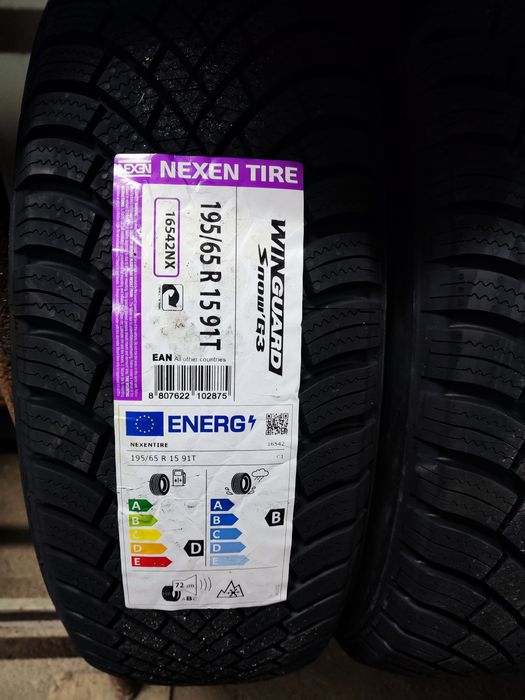 NEXEN
NEXEN TIRE
195/65 R 15 91T
16542NX
WINGUARD
Snow'G3
EAN All other countries
8 807622 102875
ENERG
NEXENTIRE
16542
195/65 R 15 91T
C1
A
B
C
D
E
D
A
B
C
D
E
B
72 dB
ABC